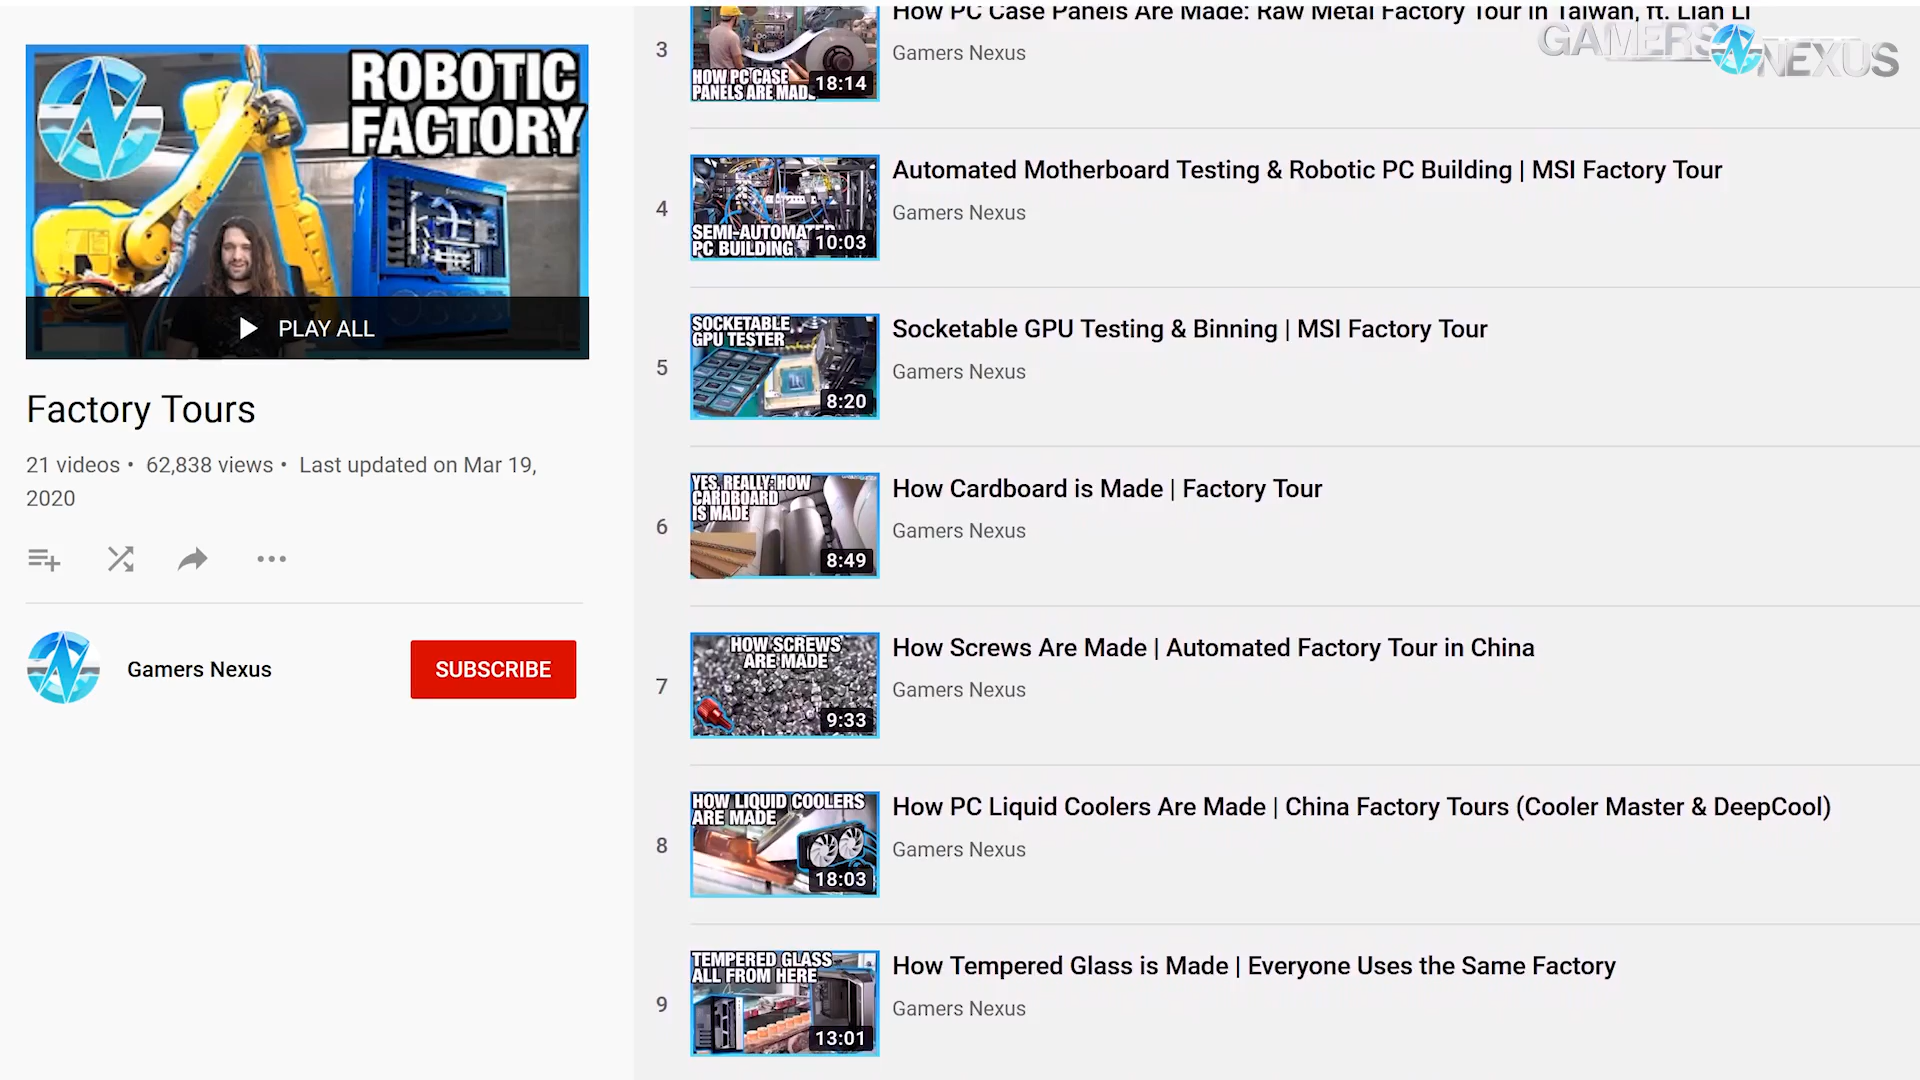 ROBOTIC
FACTORY
PLAY ALL
Factory Tours
21 videos • 62,838 views • Last updated on Mar 19,
2020
Gamers Nexus
SUBSCRIBE
GAMERS NEXUS
3
HOW PC CASE
PANELS ARE MADE
18:14
How PC Case Panels Are Made: Raw Metal Factory Tour in Taiwan, ft. Lian Li
Gamers Nexus
4
SEMI-AUTOMATED
PC BUILDING
10:03
Automated Motherboard Testing & Robotic PC Building | MSI Factory Tour
Gamers Nexus
5
SOCKETABLE
GPU TESTER
8:20
Socketable GPU Testing & Binning | MSI Factory Tour
Gamers Nexus
6
YES, REALLY: HOW
CARDBOARD
IS MADE
8:49
How Cardboard is Made | Factory Tour
Gamers Nexus
7
HOW SCREWS
ARE MADE
9:33
How Screws Are Made | Automated Factory Tour in China
Gamers Nexus
8
HOW LIQUID COOLERS
ARE MADE
18:03
How PC Liquid Coolers Are Made | China Factory Tours (Cooler Master & DeepCool)
Gamers Nexus
9
TEMPERED GLASS
ALL FROM HERE
13:01
How Tempered Glass is Made | Everyone Uses the Same Factory
Gamers Nexus